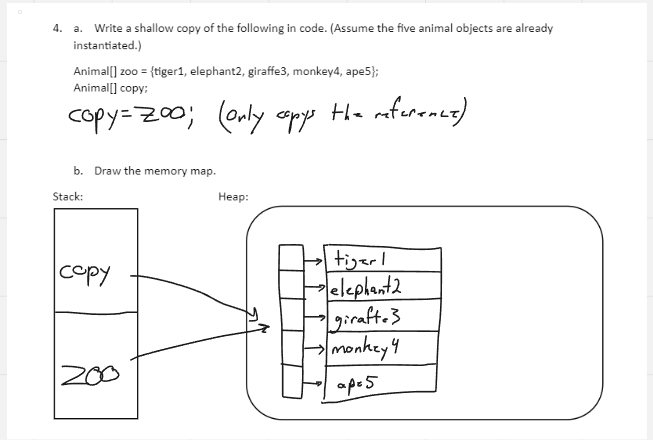 4. a. Write a shallow copy of the following in code. (Assume the five animal objects are already
instantiated.)
Animal[] zoo = {tiger1, elephant2, giraffe3, monkey4, ape5};
Animal[] copy;
copy=zoo; (only copys the reference)
b. Draw the memory map.
Stack: Heap:
copy
zoo
tiger1
elephant2
giraffe3
monkey4
ape5